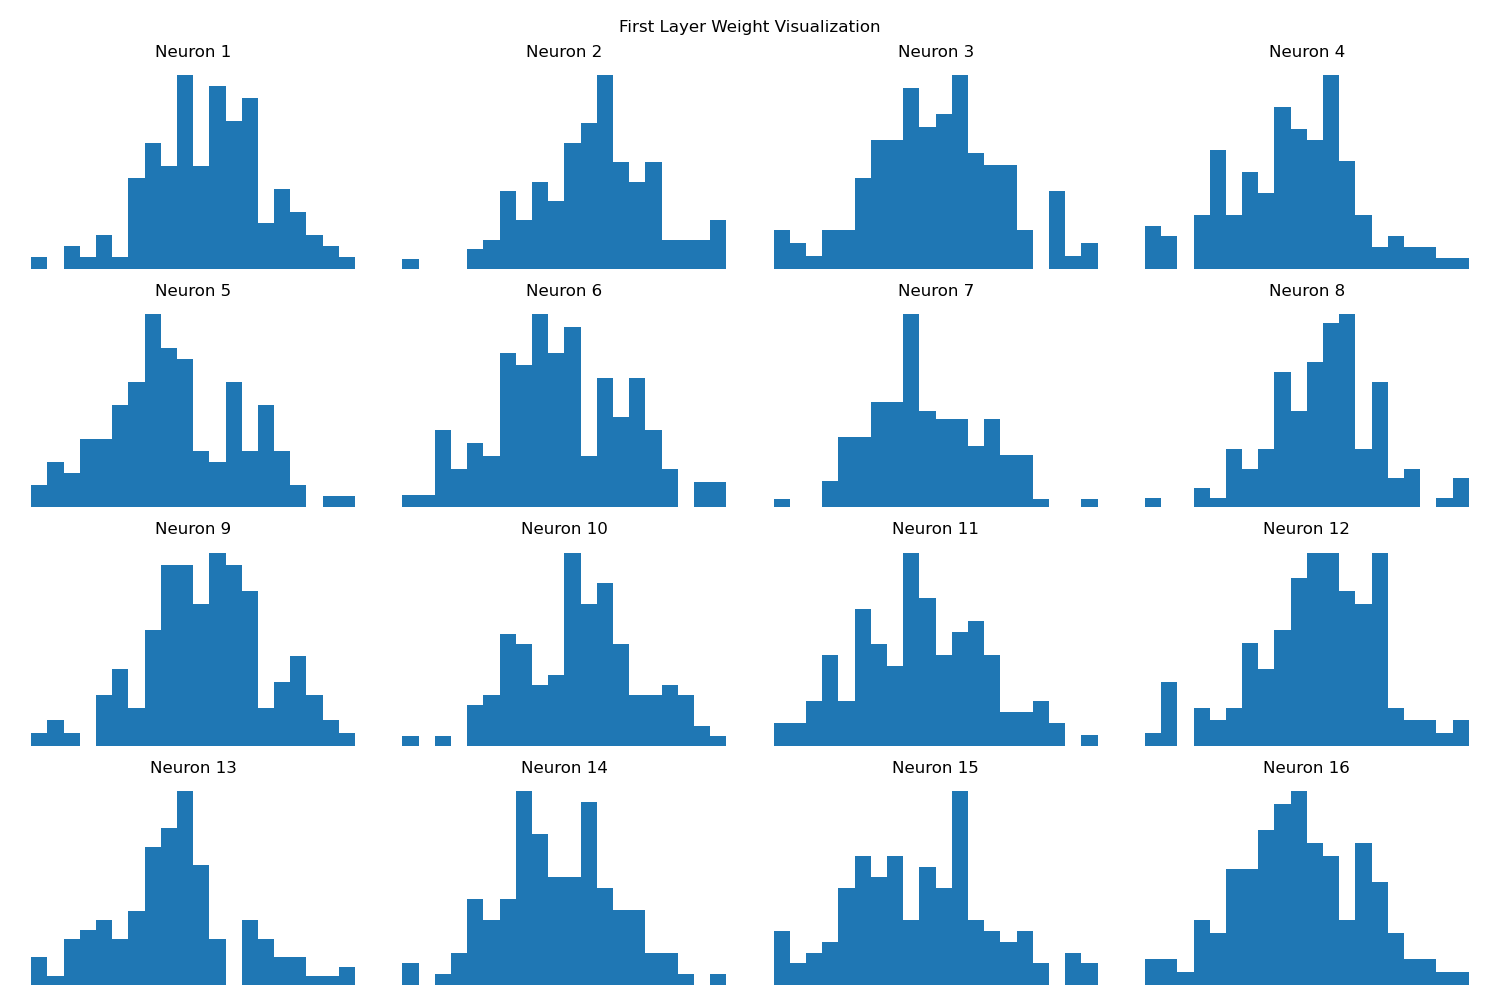 First Layer Weight Visualization
Neuron 1
Neuron 2
Neuron 3
Neuron 4
Neuron 5
Neuron 6
Neuron 7
Neuron 8
Neuron 9
Neuron 10
Neuron 11
Neuron 12
Neuron 13
Neuron 14
Neuron 15
Neuron 16